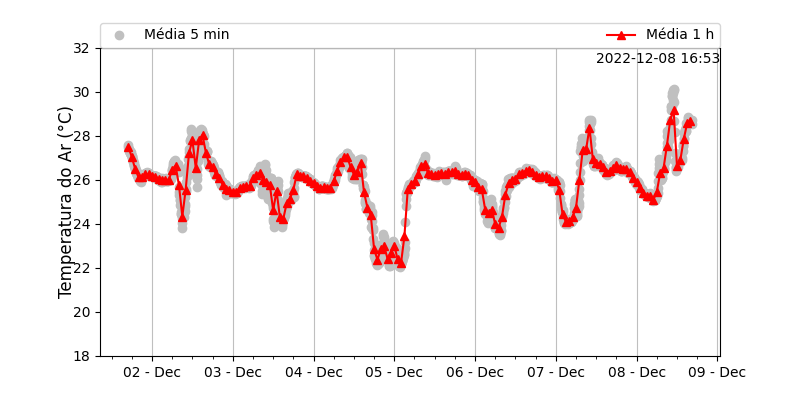 Média 5 min
Média 1 h
2022-12-08 16:53
Temperatura do Ar (°C)
32
30
28
26
24
22
20
18
02 - Dec
03 - Dec
04 - Dec
05 - Dec
06 - Dec
07 - Dec
08 - Dec
09 - Dec